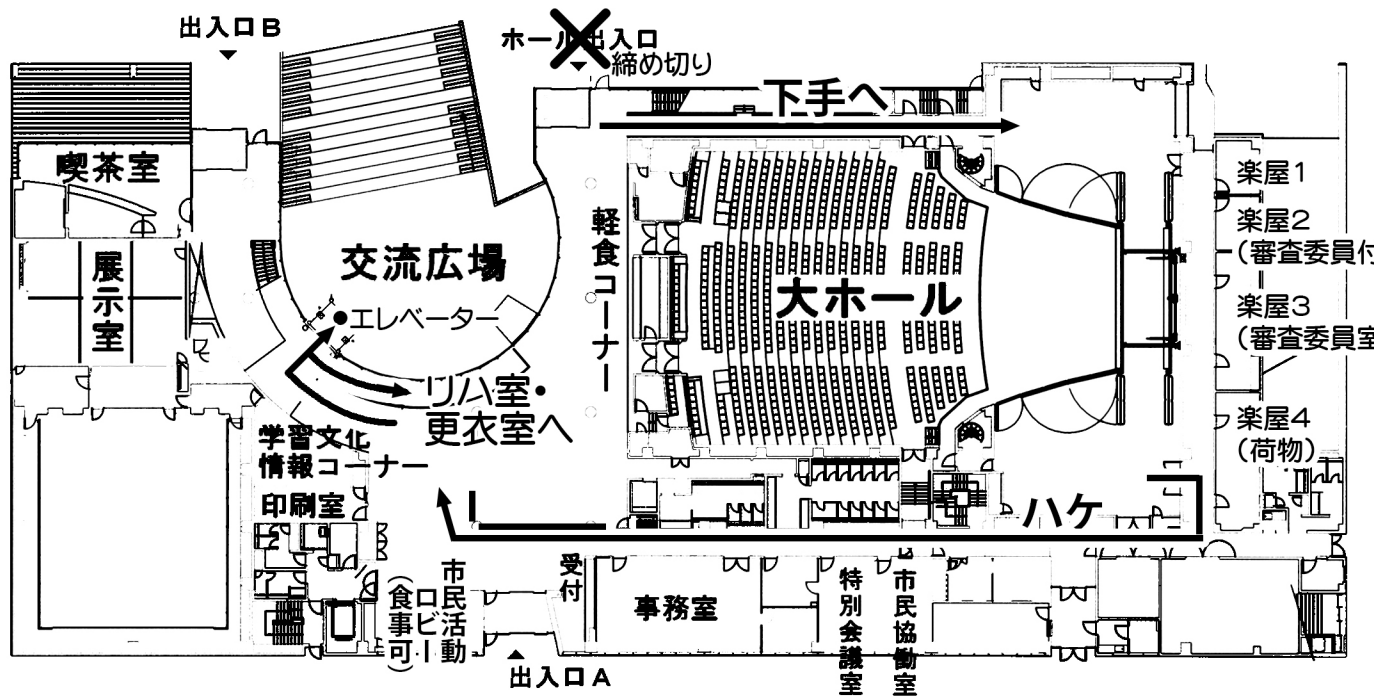 出入口B
ホール出入口
締め切り
下手へ
喫茶室
展示室
交流広場
エレベーター
軽食コーナー
大ホール
楽屋1
楽屋2
(審査委員付
楽屋3
(審査委員室
楽屋4
(荷物)
リハ室・
更衣室へ
学習文化
情報コーナー
印刷室
ハケ
市民活動
ロビー
(食事可)
受付
事務室
特別会議室
市民協働室
出入口A